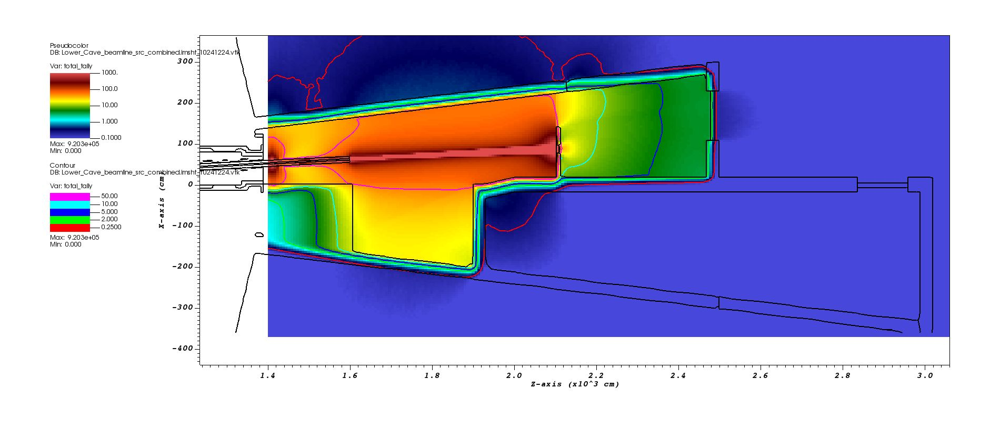 Pseudocolor
DB: Lower_Cave_beamline_src_combined.imsht_10241224.vtk
Var: total_tally
1000.
100.0
10.00
1.000
0.1000
Max: 9.203e+05
Min: 0.000
Contour
DB: Lower_Cave_beamline_src_combined.imsht_10241224.vtk
Var: total_tally
50.00
10.00
5.000
2.000
0.2500
Max: 9.203e+05
Min: 0.000
X-axis (cm)
300
200
100
0
-100
-200
-300
-400
1.4 1.6 1.8 2.0 2.2 2.4 2.6 2.8 3.0
Z-axis (x10^3 cm)